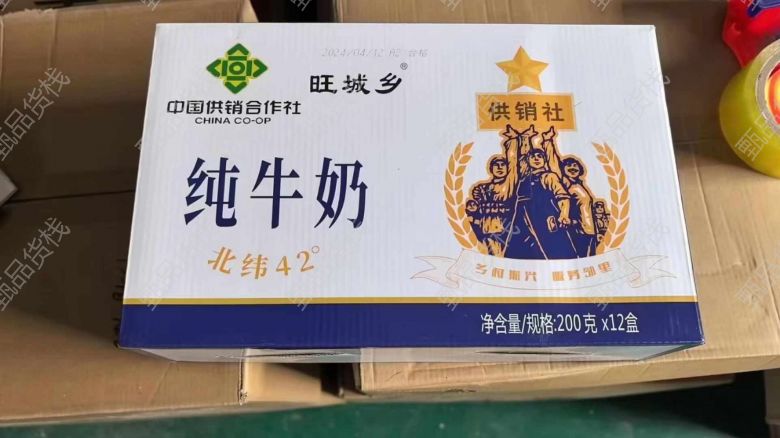 2024/04/12 A2 合格
中国供销合作社
CHINA CO-OP
旺城乡®
供销社
纯牛奶
北纬42°
乡村振兴 服务邻里
净含量/规格:200克 x12盒
甄品货栈